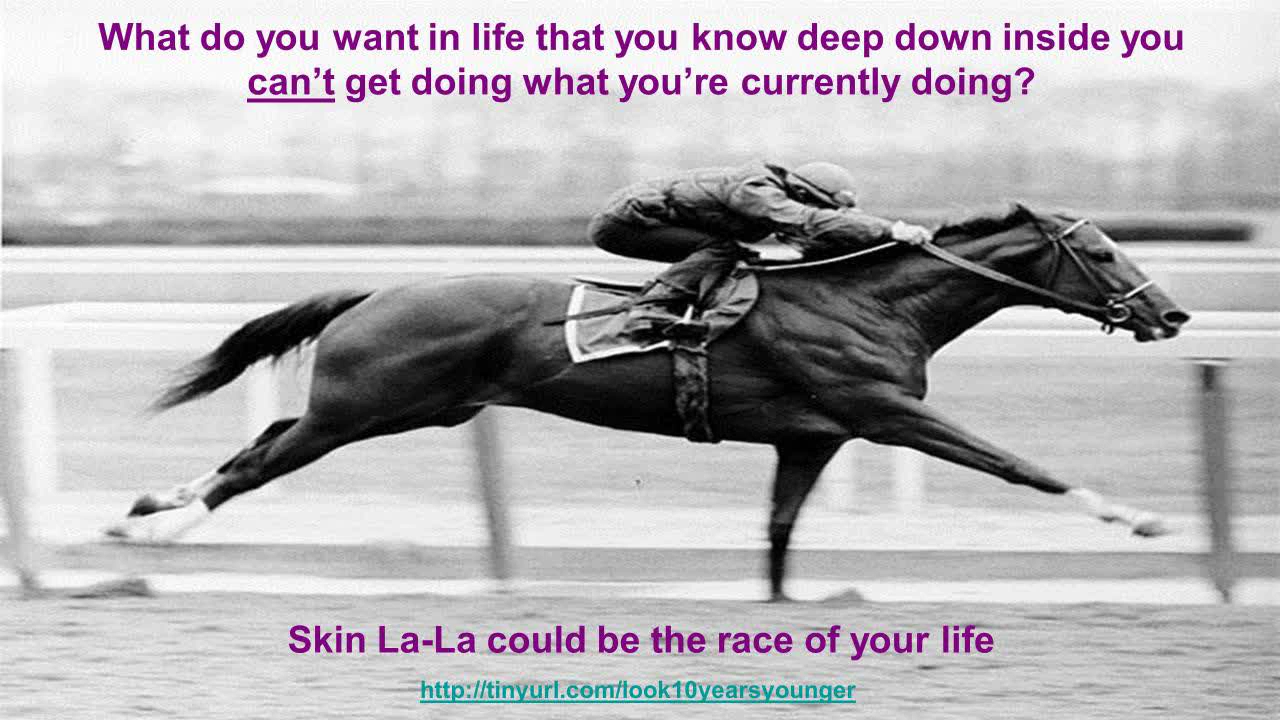 What do you want in life that you know deep down inside you
can’t get doing what you’re currently doing?
Skin La-La could be the race of your life
http://tinyurl.com/look10yearsyounger